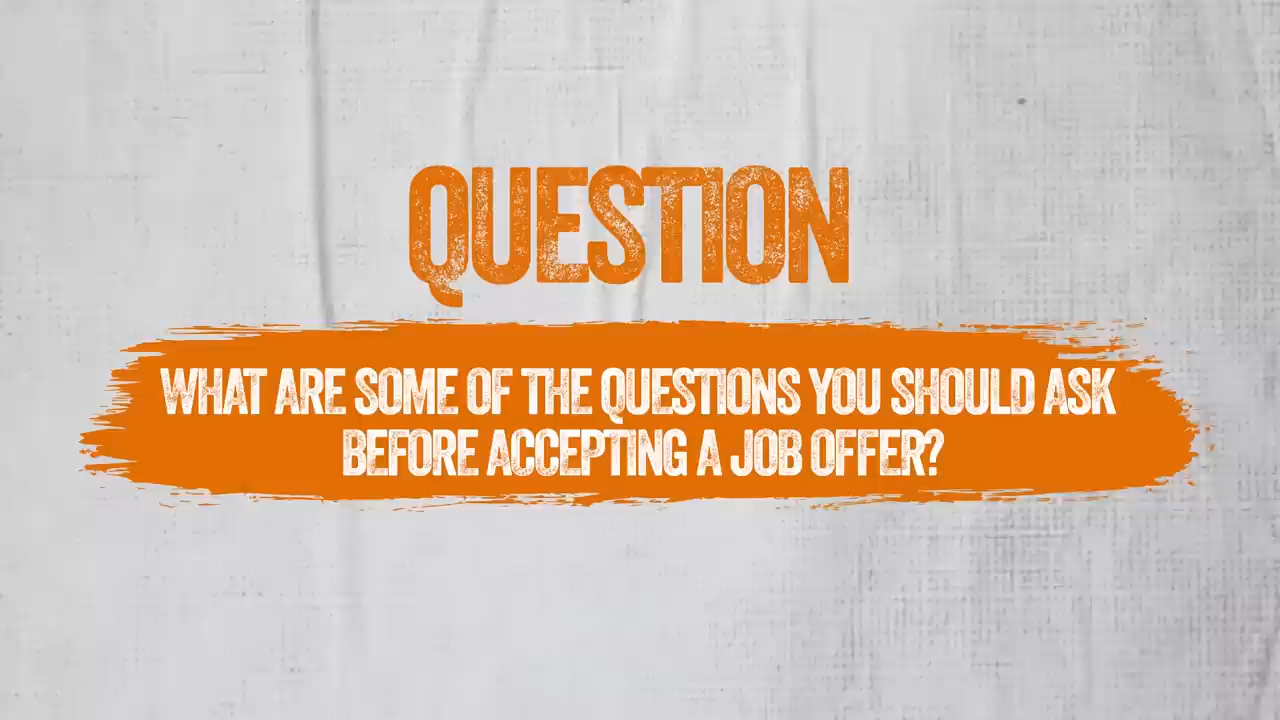 QUESTION
WHAT ARE SOME OF THE QUESTIONS YOU SHOULD ASK
BEFORE ACCEPTING A JOB OFFER?